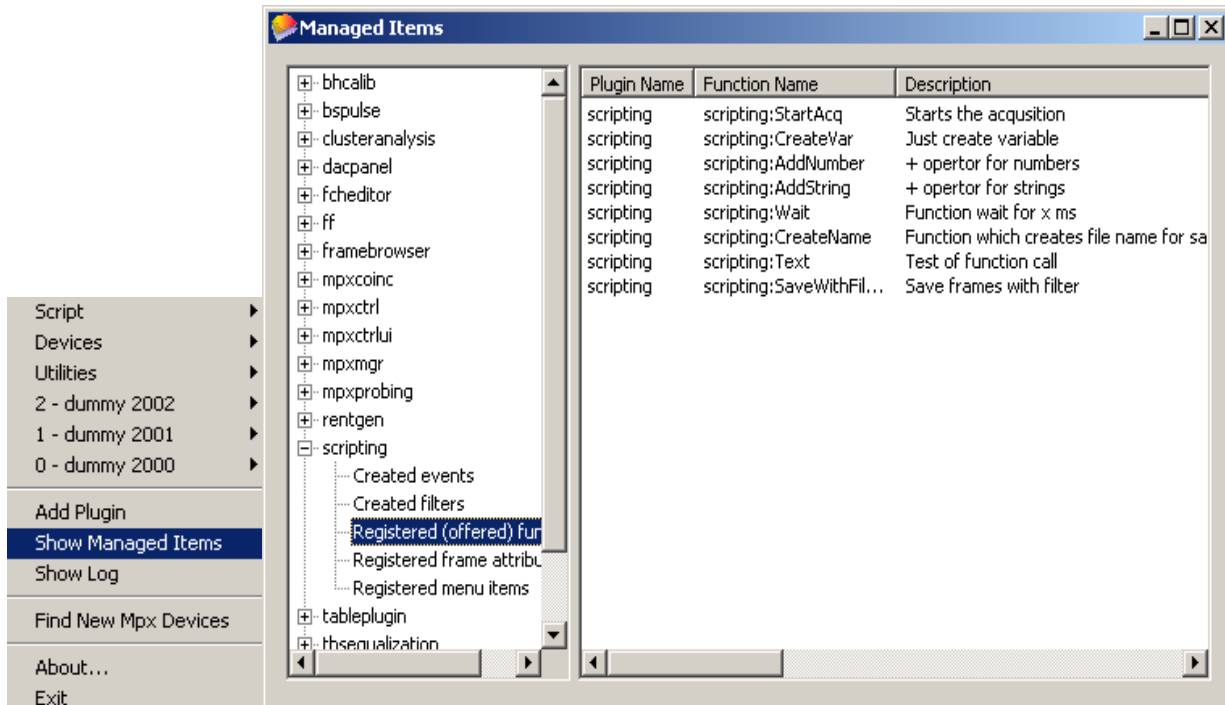 Managed Items
bhcalib
bspulse
clusteranalysis
dacpanel
fcheditor
ff
framebrowser
mpxcoinc
mpxctrl
mpxctrlui
mpxmgr
mpxprobing
rentgen
scripting
Created events
Created filters
Registered (offered) fun
Registered frame attribu
Registered menu items
tableplugin
thsequalization
Plugin Name Function Name Description
scripting scripting:StartAcq Starts the acqusition
scripting scripting:CreateVar Just create variable
scripting scripting:AddNumber + opertor for numbers
scripting scripting:AddString + opertor for strings
scripting scripting:Wait Function wait for x ms
scripting scripting:CreateName Function which creates file name for sa
scripting scripting:Text Test of function call
scripting scripting:SaveWithFil... Save frames with filter
Script
Devices
Utilities
2 - dummy 2002
1 - dummy 2001
0 - dummy 2000
Add Plugin
Show Managed Items
Show Log
Find New Mpx Devices
About...
Exit